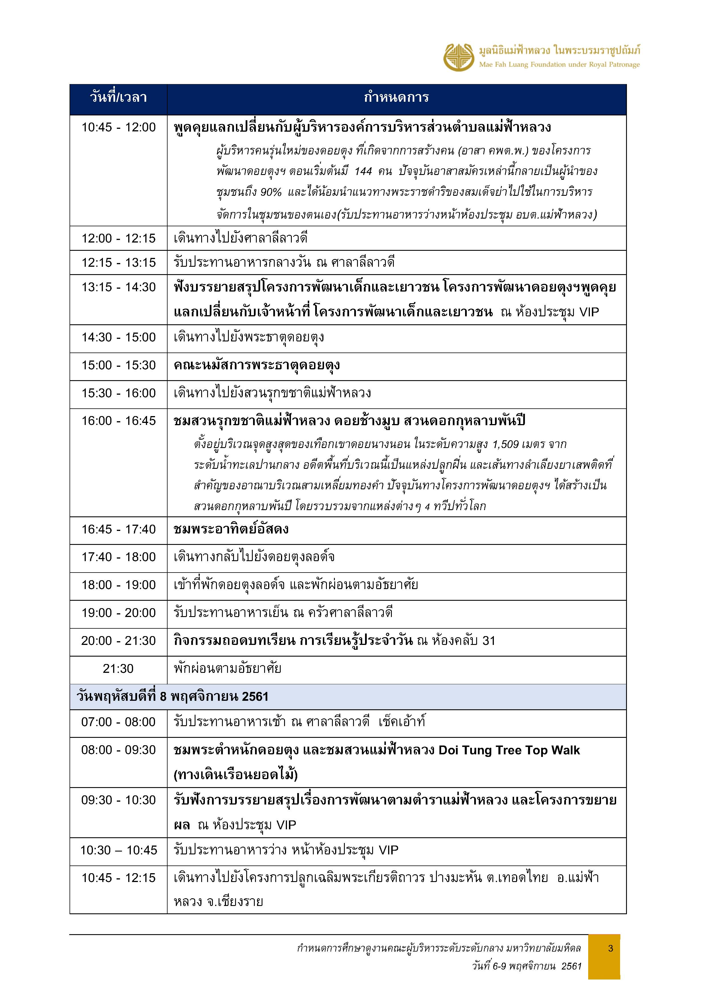 มูลนิธิแม่ฟ้าหลวง ในพระบรมราชูปถัมภ์
Mae Fah Luang Foundation under Royal Patronage
วันที่/เวลา กำหนดการ
10:45 - 12:00 พูดคุยแลกเปลี่ยนกับผู้บริหารองค์การบริหารส่วนตำบลแม่ฟ้าหลวง
ผู้บริหารคนรุ่นใหม่ของดอยตุง ที่เกิดจากการสร้างคน (อาสา คพต.พ.) ของโครงการ
พัฒนาดอยตุงฯ ตอนเริ่มต้นมี 144 คน ปัจจุบันอาสาสมัครเหล่านี้กลายเป็นผู้นำของ
ชุมชนถึง 90% และได้น้อมนำแนวทางพระราชดำริของสมเด็จย่าไปใช้ในการบริหาร
จัดการในชุมชนของตนเอง(รับประทานอาหารว่างหน้าห้องประชุม อบต.แม่ฟ้าหลวง)
12:00 - 12:15 เดินทางไปยังศาลาลีลาวดี
12:15 - 13:15 รับประทานอาหารกลางวัน ณ ศาลาลีลาวดี
13:15 - 14:30 ฟังบรรยายสรุปโครงการพัฒนาเด็กและเยาวชน โครงการพัฒนาดอยตุงฯพูดคุย
แลกเปลี่ยนกับเจ้าหน้าที่ โครงการพัฒนาเด็กและเยาวชน ณ ห้องประชุม VIP
14:30 - 15:00 เดินทางไปยังพระธาตุดอยตุง
15:00 - 15:30 คณะนมัสการพระธาตุดอยตุง
15:30 - 16:00 เดินทางไปยังสวนรุกขชาติแม่ฟ้าหลวง
16:00 - 16:45 ชมสวนรุกขชาติแม่ฟ้าหลวง ดอยช้างมูบ สวนดอกกุหลาบพันปี
ตั้งอยู่บริเวณจุดสูงสุดของเทือกเขาดอยนางนอน ในระดับความสูง 1,509 เมตร จาก
ระดับน้ำทะเลปานกลาง อดีตพื้นที่บริเวณนี้เป็นแหล่งปลูกฝิ่น และเส้นทางลำเลียงยาเสพติดที่
สำคัญของอาณาบริเวณสามเหลี่ยมทองคำ ปัจจุบันทางโครงการพัฒนาดอยตุงฯ ได้สร้างเป็น
สวนดอกกุหลาบพันปี โดยรวบรวมจากแหล่งต่างๆ 4 ทวีปทั่วโลก
16:45 - 17:40 ชมพระอาทิตย์อัสดง
17:40 - 18:00 เดินทางกลับไปยังดอยตุงลอด์จ
18:00 - 19:00 เข้าที่พักดอยตุงลอด์จ และพักผ่อนตามอัธยาศัย
19:00 - 20:00 รับประทานอาหารเย็น ณ ครัวศาลาลีลาวดี
20:00 - 21:30 กิจกรรมถอดบทเรียน การเรียนรู้ประจำวัน ณ ห้องคลับ 31
21:30 พักผ่อนตามอัธยาศัย
วันพฤหัสบดีที่ 8 พฤศจิกายน 2561
07:00 - 08:00 รับประทานอาหารเช้า ณ ศาลาลีลาวดี เช็คเอ้าท์
08:00 - 09:30 ชมพระตำหนักดอยตุง และชมสวนแม่ฟ้าหลวง Doi Tung Tree Top Walk
(ทางเดินเรือนยอดไม้)
09:30 - 10:30 รับฟังการบรรยายสรุปเรื่องการพัฒนาตามตำราแม่ฟ้าหลวง และโครงการขยาย
ผล ณ ห้องประชุม VIP
10:30 – 10:45 รับประทานอาหารว่าง หน้าห้องประชุม VIP
10:45 - 12:15 เดินทางไปยังโครงการปลูกเฉลิมพระเกียรติถาวร ปางมะหัน ต.เทอดไทย อ.แม่ฟ้า
หลวง จ.เชียงราย
กำหนดการศึกษาดูงานคณะผู้บริหารระดับระดับกลาง มหาวิทยาลัยมหิดล 3
วันที่ 6-9 พฤศจิกายน 2561